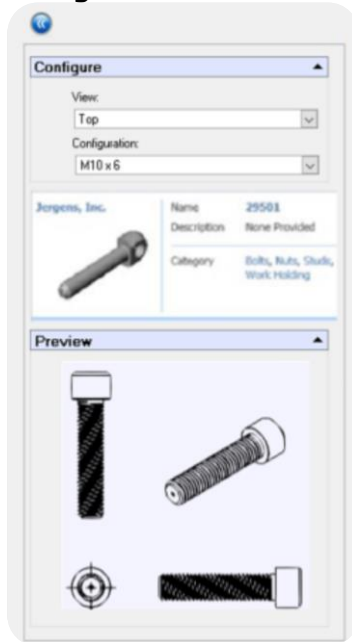 Configure
View:
Top
Configuration:
M10 x 6
Jergens, Inc.
Name 29501
Description None Provided
Category Bolts, Nuts, Studs,
Work Holding
Preview